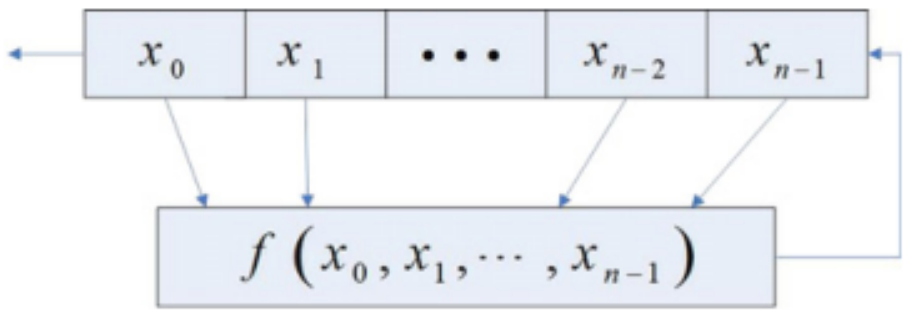 x₀ x₁ ••• xₙ₋₂ xₙ₋₁
f (x₀, x₁, ⋯, xₙ₋₁)